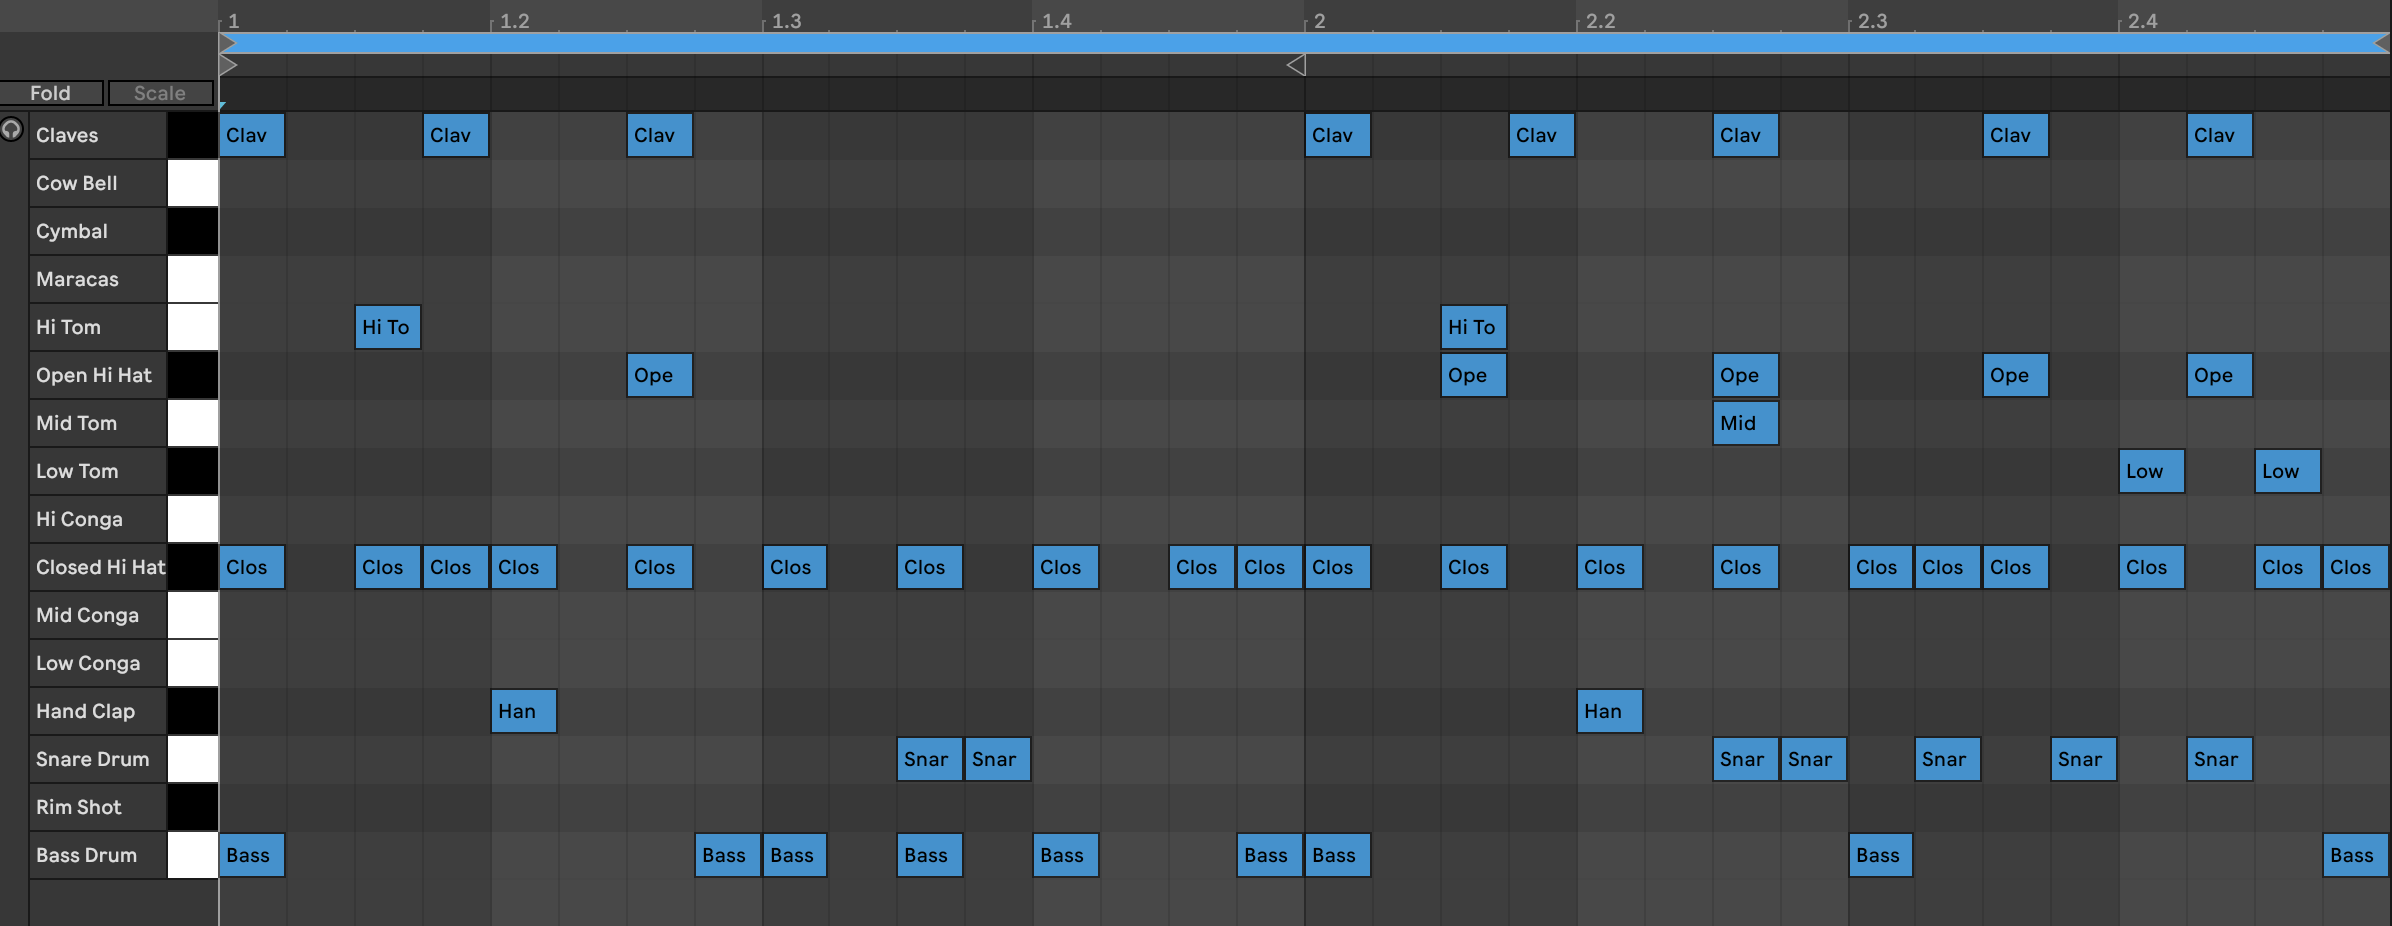 1 1.2 1.3 1.4 2 2.2 2.3 2.4
Fold Scale
Claves Clav Clav Clav Clav Clav Clav Clav Clav
Cow Bell
Cymbal
Maracas
Hi Tom Hi To Hi To
Open Hi Hat Ope Ope Ope Ope Ope
Mid Tom Mid
Low Tom Low Low
Hi Conga
Closed Hi Hat Clos Clos Clos Clos Clos Clos Clos Clos Clos Clos Clos Clos Clos Clos Clos Clos Clos Clos Clos Clos
Mid Conga
Low Conga
Hand Clap Han Han
Snare Drum Snar Snar Snar Snar Snar Snar Snar
Rim Shot
Bass Drum Bass Bass Bass Bass Bass Bass Bass Bass Bass